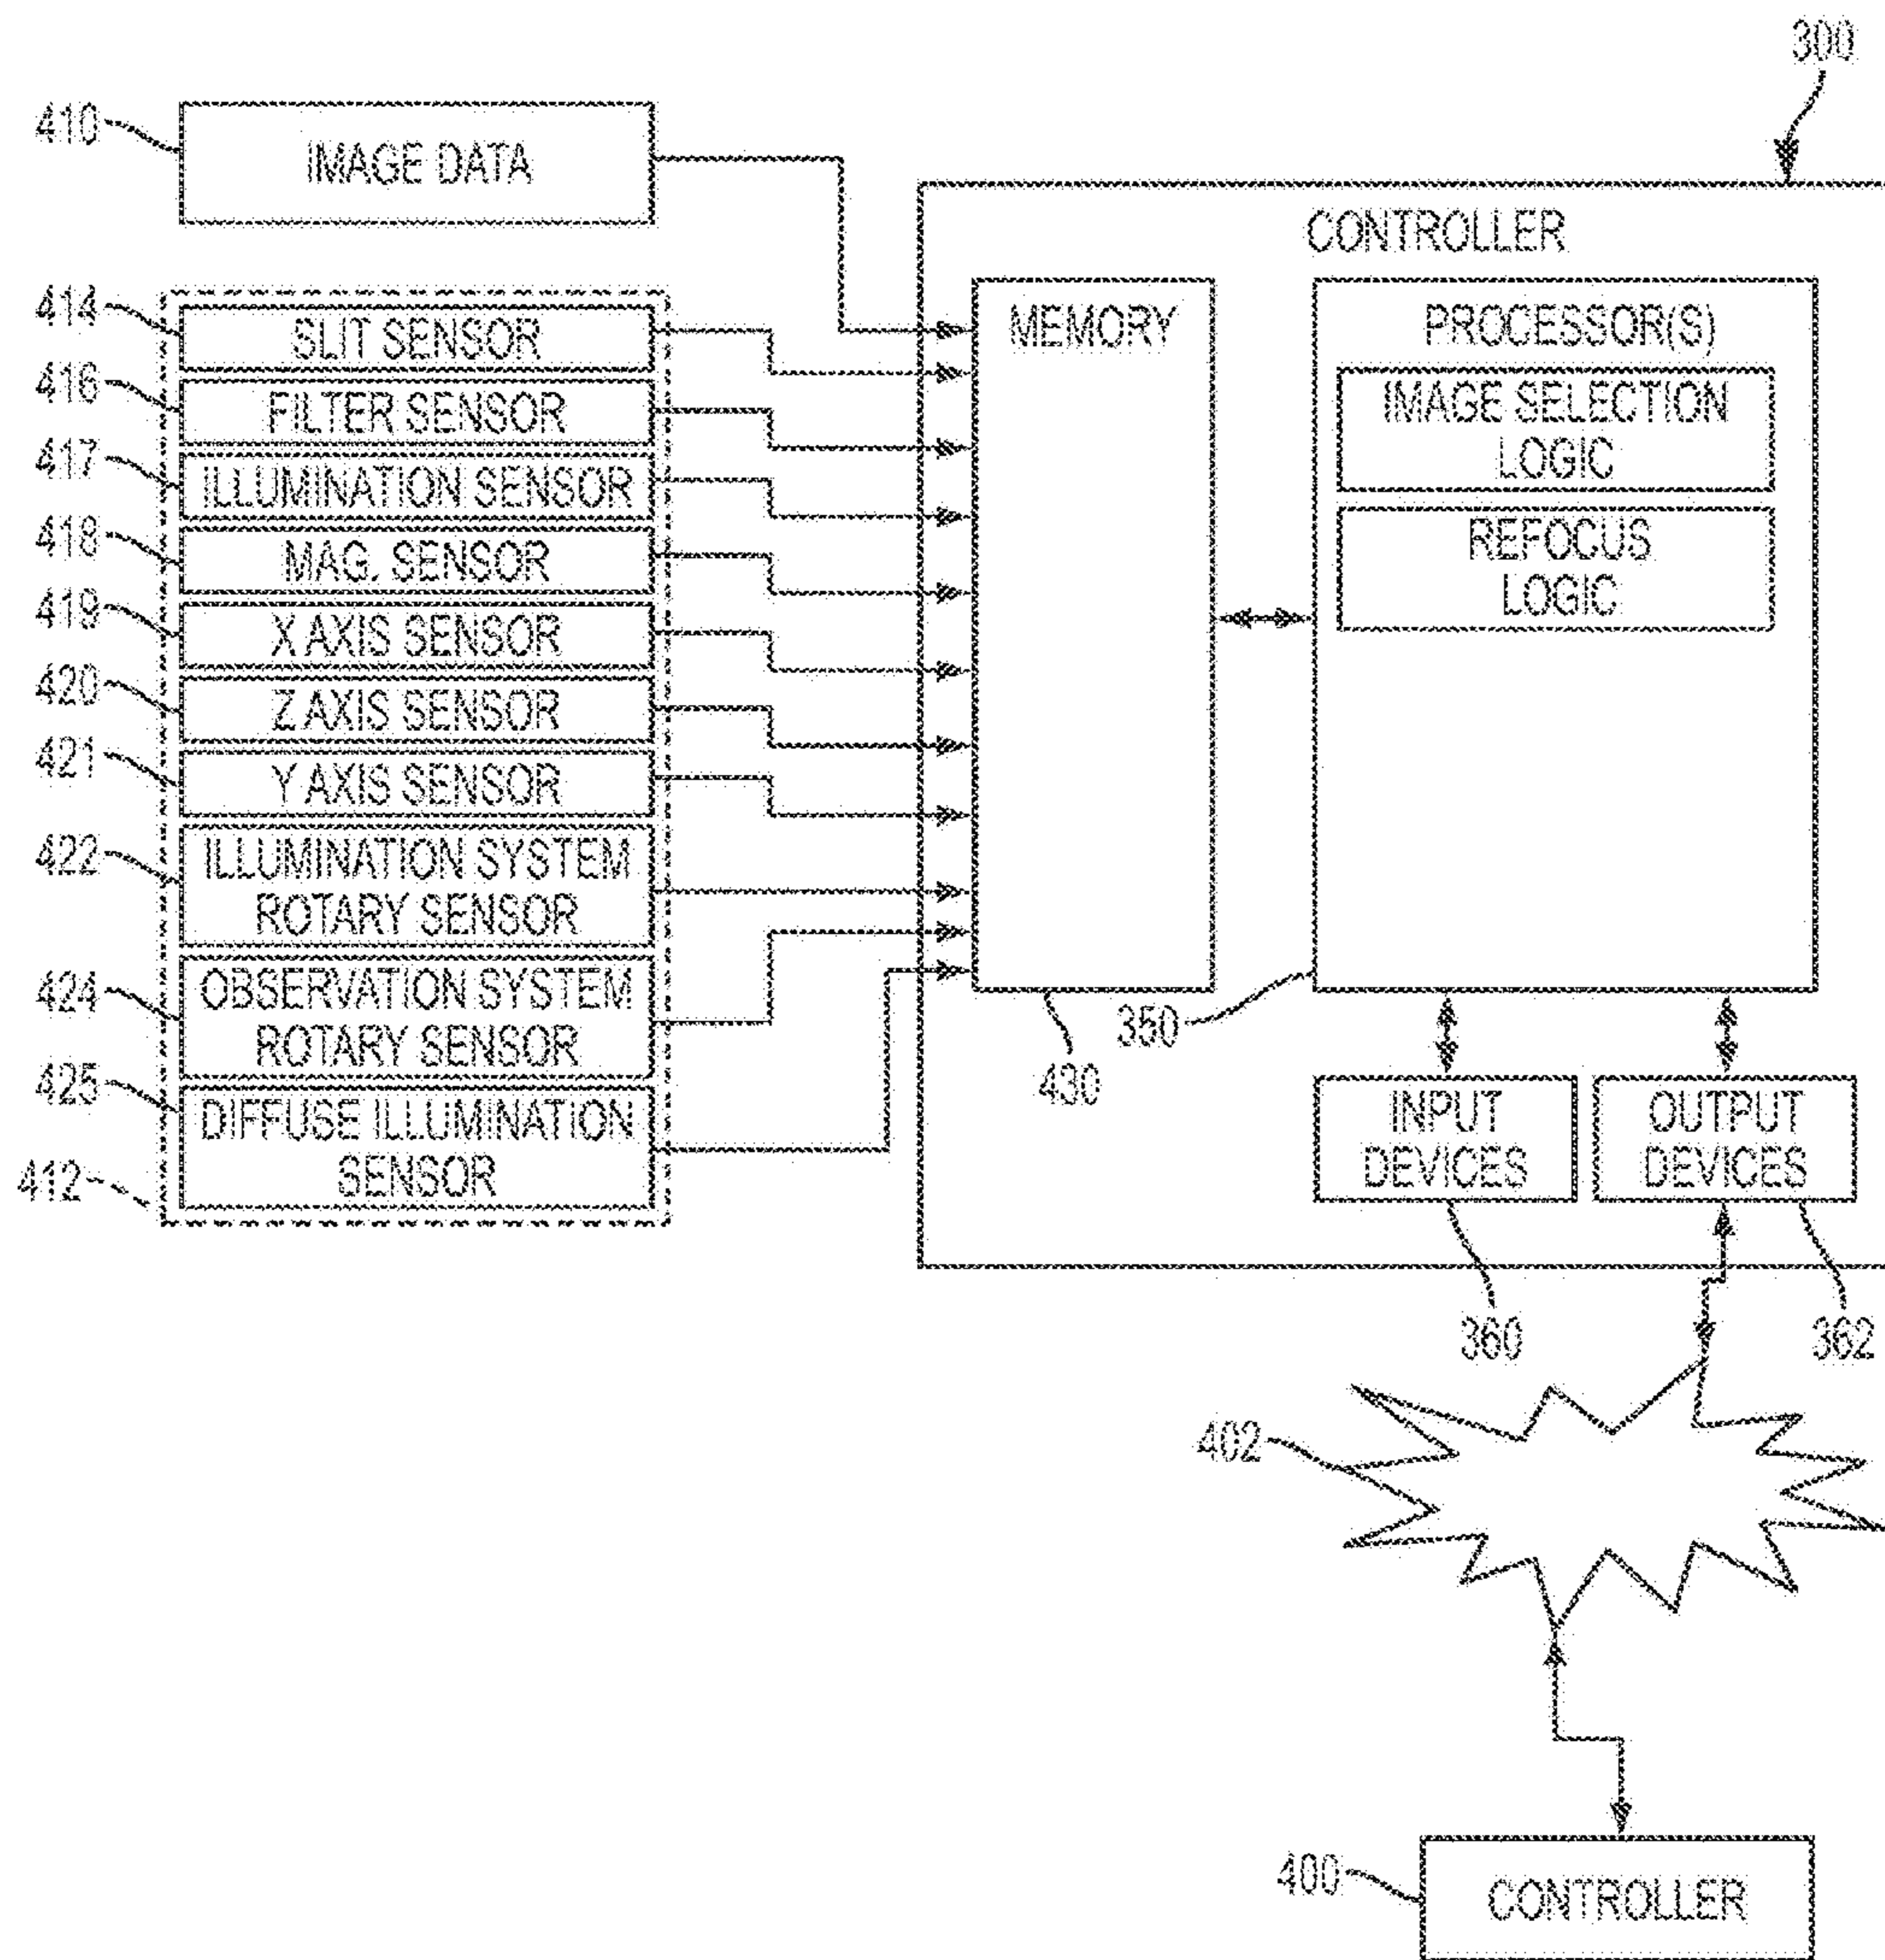 300
410
IMAGE DATA
CONTROLLER
414
SLIT SENSOR
416
FILTER SENSOR
417
ILLUMINATION SENSOR
418
MAG. SENSOR
419
X AXIS SENSOR
420
Z AXIS SENSOR
421
Y AXIS SENSOR
422
ILLUMINATION SYSTEM
ROTARY SENSOR
424
OBSERVATION SYSTEM
ROTARY SENSOR
425
DIFFUSE ILLUMINATION
SENSOR
412
MEMORY
430
PROCESSOR(S)
IMAGE SELECTION
LOGIC
REFOCUS
LOGIC
350
INPUT
DEVICES
360
OUTPUT
DEVICES
362
402
400
CONTROLLER